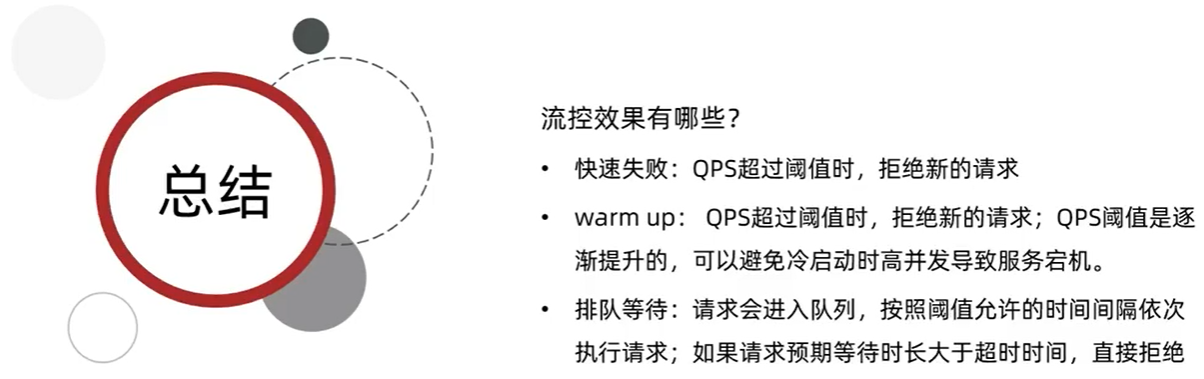 总结
流控效果有哪些？
• 快速失败：QPS超过阈值时，拒绝新的请求
• warm up： QPS超过阈值时，拒绝新的请求；QPS阈值是逐
渐提升的，可以避免冷启动时高并发导致服务宕机。
• 排队等待：请求会进入队列，按照阈值允许的时间间隔依次
执行请求；如果请求预期等待时长大于超时时间，直接拒绝